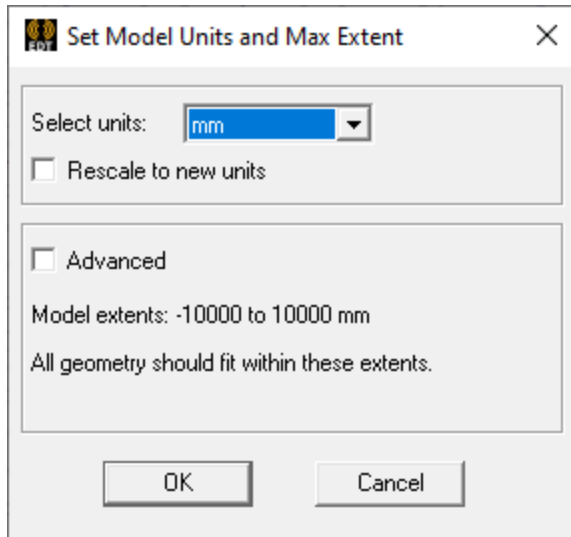 EDT
Set Model Units and Max Extent
Select units: mm
Rescale to new units
Advanced
Model extents: -10000 to 10000 mm
All geometry should fit within these extents.
OK Cancel